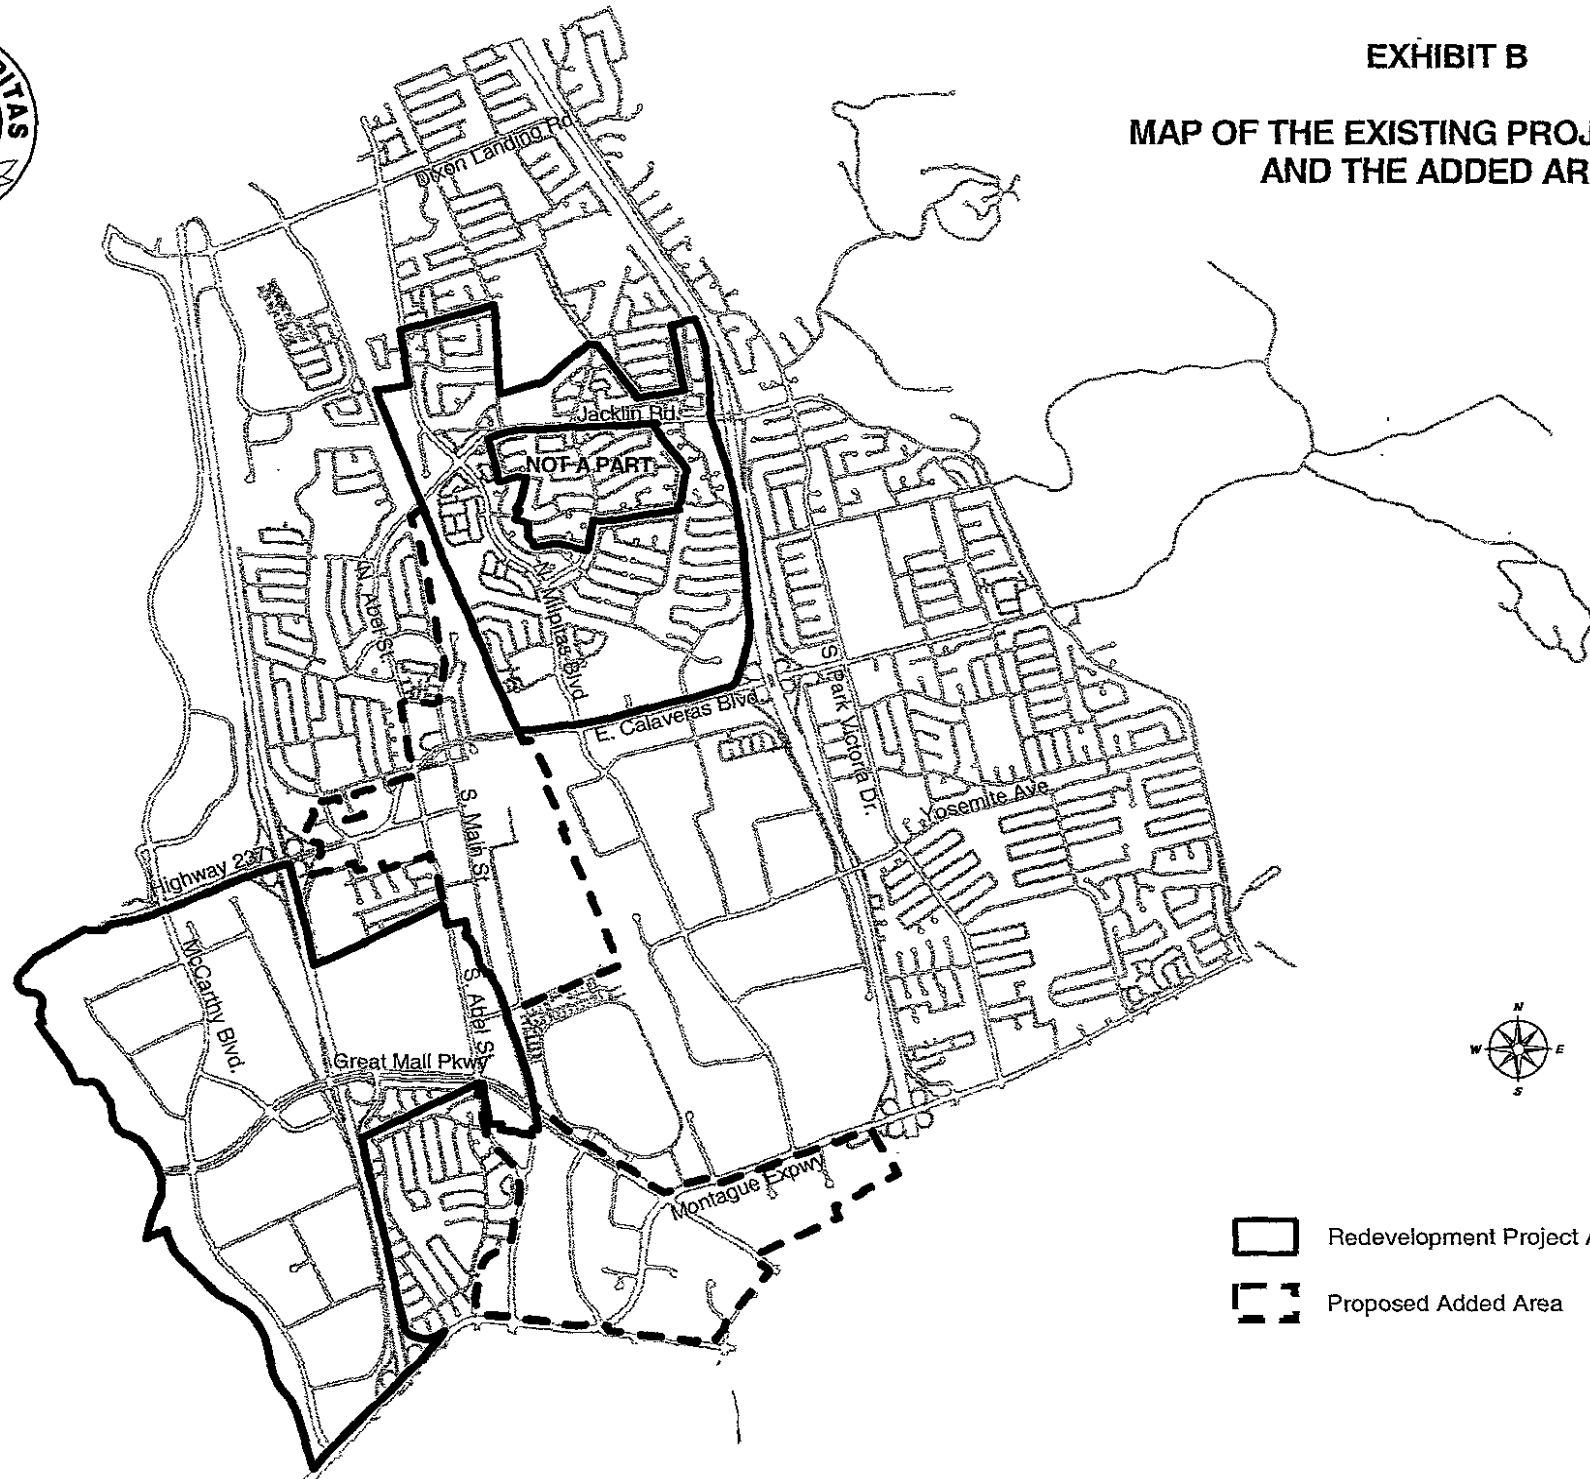 PITAS
EXHIBIT B
MAP OF THE EXISTING PROJ
AND THE ADDED AR
Dixon Landing Rd.
Jacklin Rd.
NOT A PART
N. Abel St.
N. Milpitas Blvd.
E. Calaveras Blvd.
S. Park Victoria Dr.
Yosemite Ave
S. Main St.
Highway 237
McCarthy Blvd.
S. Abel St.
Great Mall Pkwy
Montague Expwy
N
W
E
S
Redevelopment Project A
Proposed Added Area